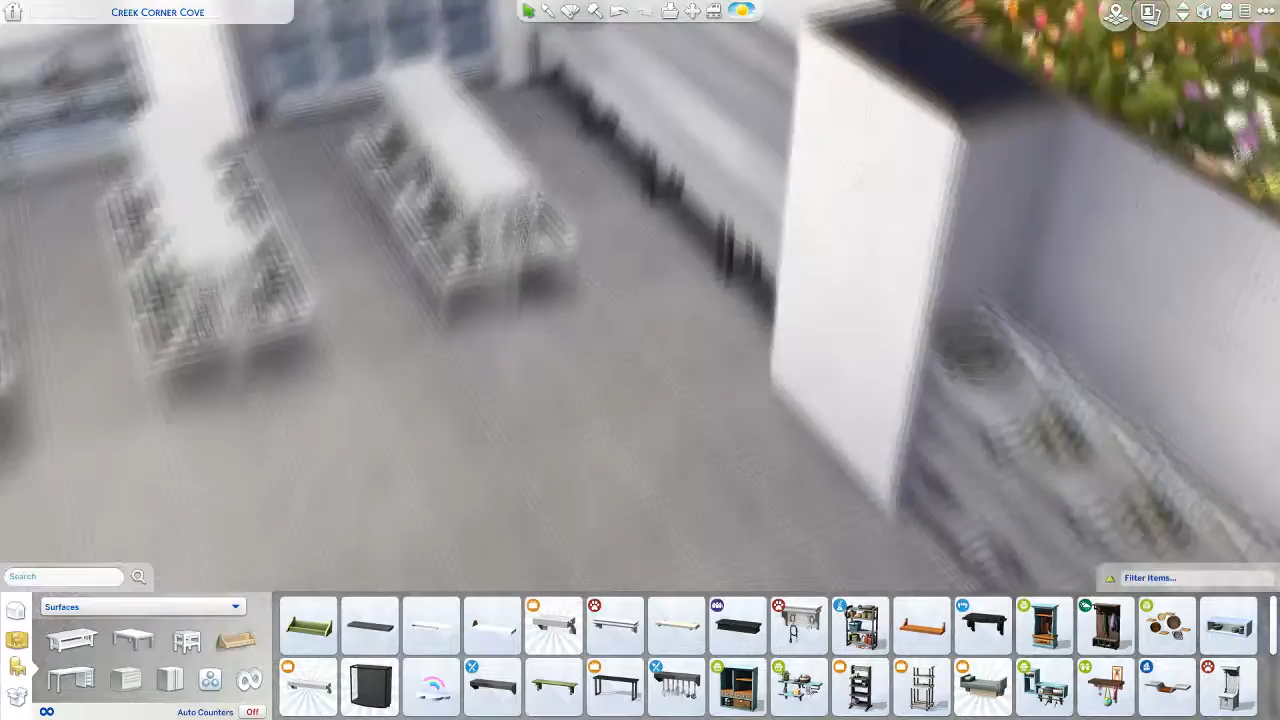 CREEK CORNER COVE
Search
Filter Items...
Surfaces
Auto Counters
Off